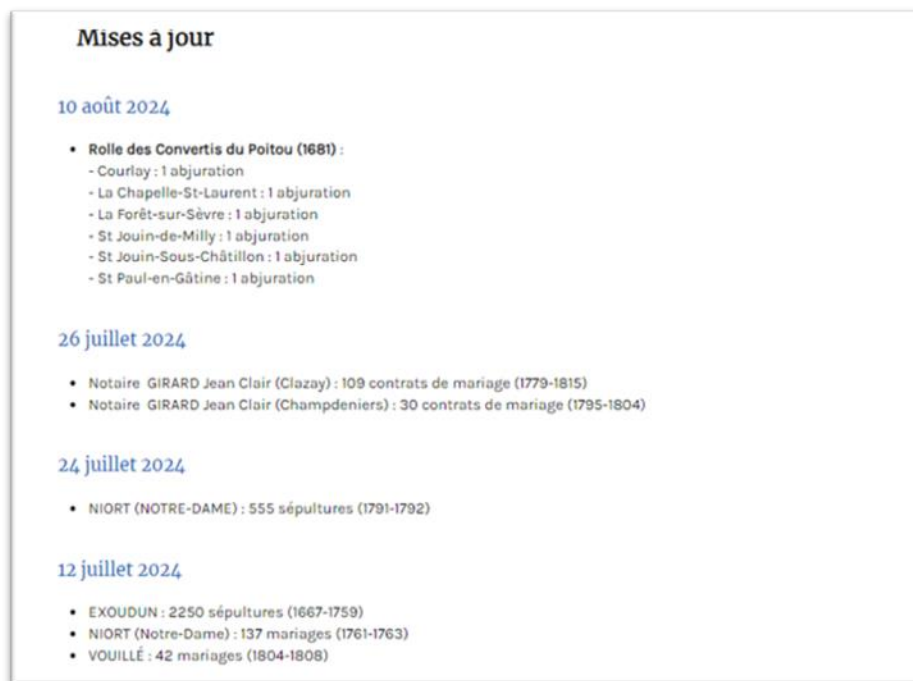 Mises à jour
10 août 2024
• Rolle des Convertis du Poitou (1681) :
- Courlay : 1 abjuration
- La Chapelle-St-Laurent : 1 abjuration
- La Forêt-sur-Sèvre : 1 abjuration
- St Jouin-de-Milly : 1 abjuration
- St Jouin-Sous-Châtillon : 1 abjuration
- St Paul-en-Gâtine : 1 abjuration
26 juillet 2024
• Notaire GIRARD Jean Clair (Clazay) : 109 contrats de mariage (1779-1815)
• Notaire GIRARD Jean Clair (Champdeniers) : 30 contrats de mariage (1795-1804)
24 juillet 2024
• NIORT (NOTRE-DAME) : 555 sépultures (1791-1792)
12 juillet 2024
• EXOUDUN : 2250 sépultures (1667-1759)
• NIORT (Notre-Dame) : 137 mariages (1761-1763)
• VOUILLÉ : 42 mariages (1804-1808)